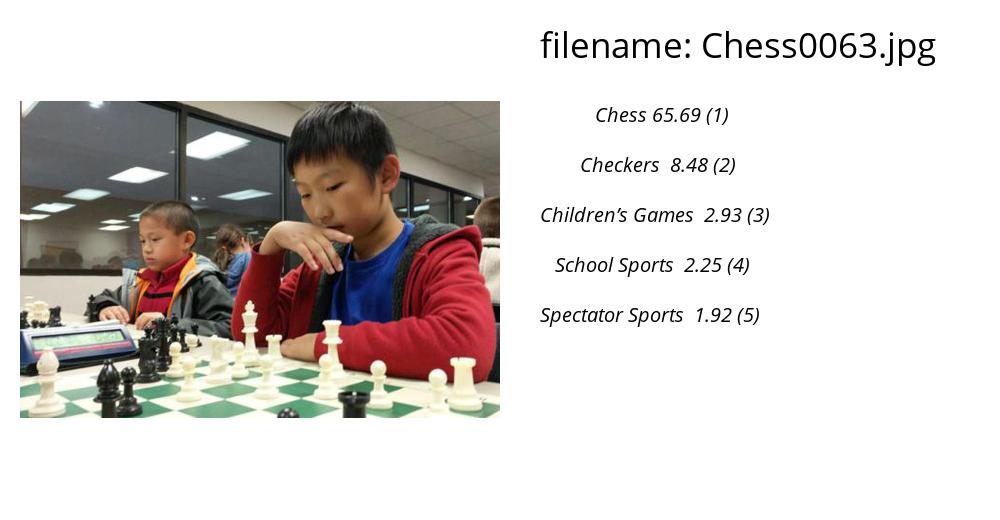 filename: Chess0063.jpg
Chess 65.69 (1)
Checkers 8.48 (2)
Children’s Games 2.93 (3)
School Sports 2.25 (4)
Spectator Sports 1.92 (5)